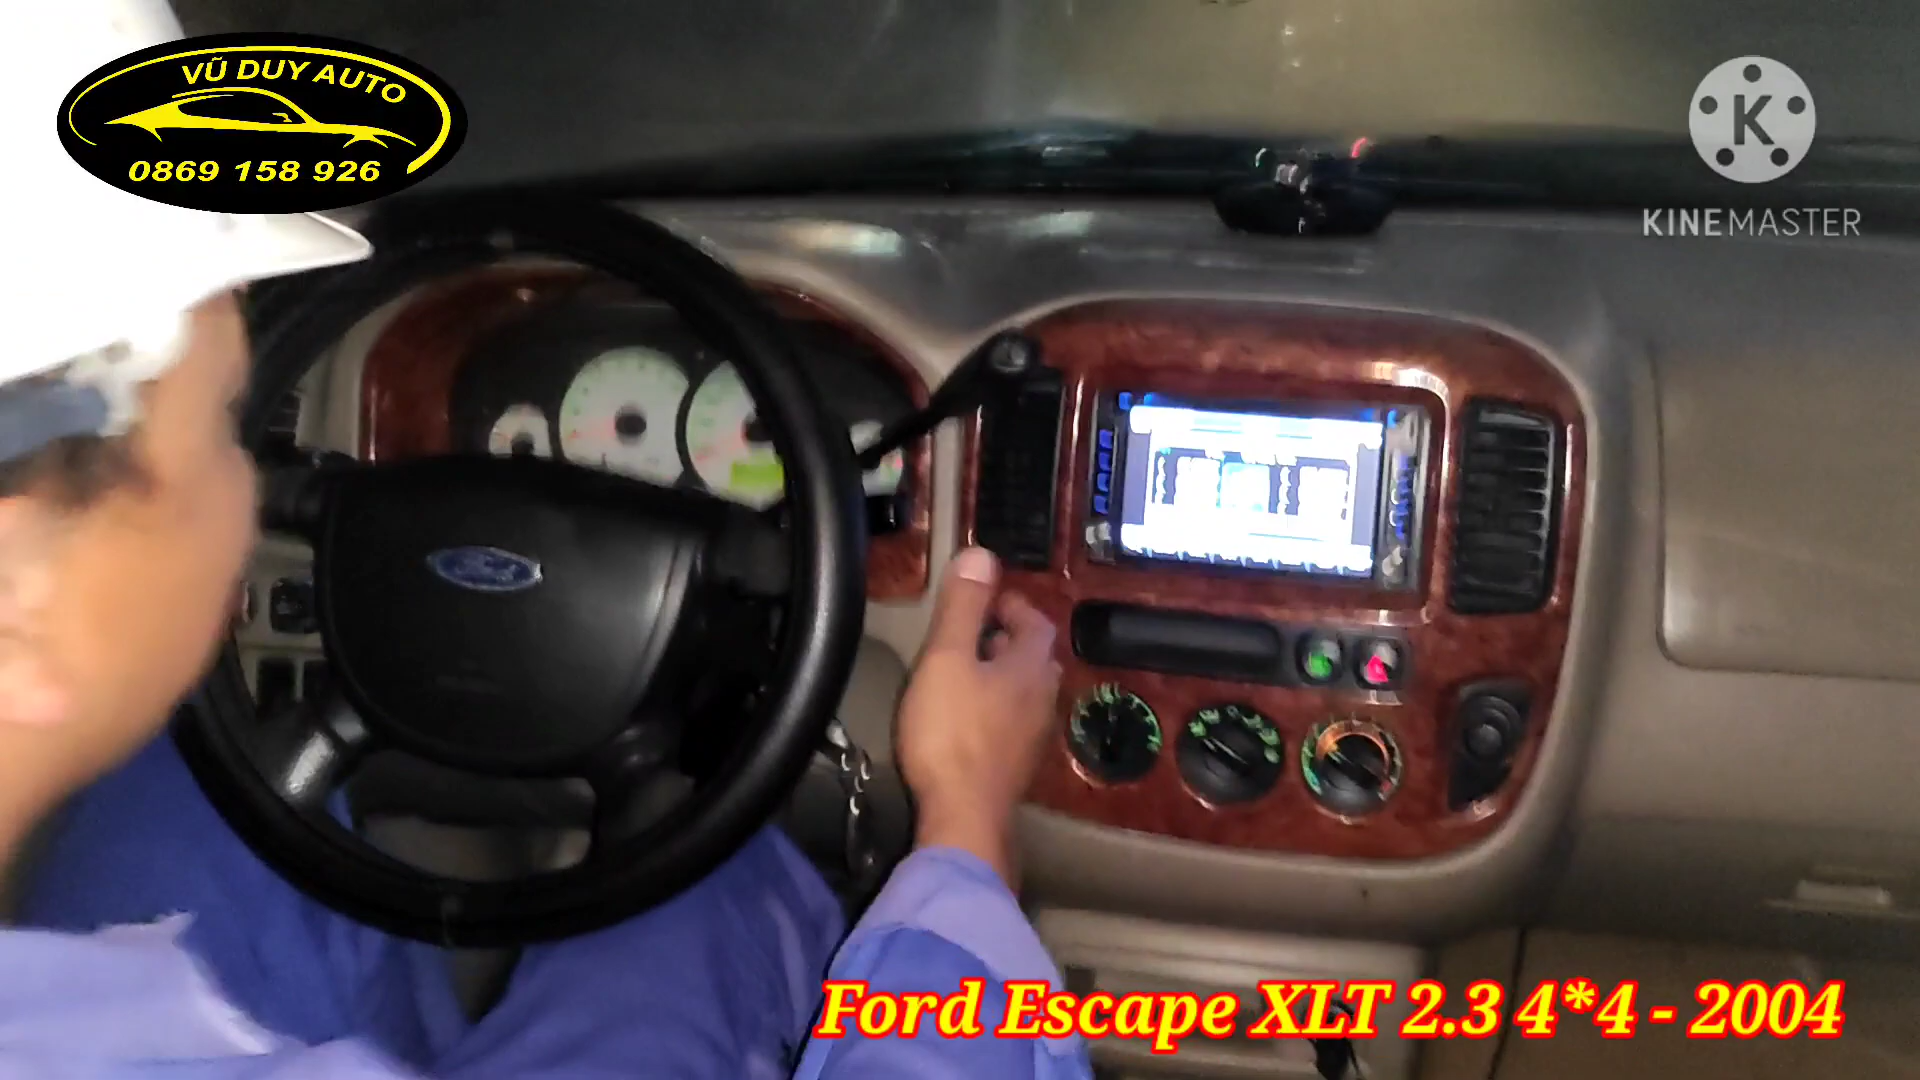 VŨ DUY AUTO
0869 158 926
K
KINEMASTER
Ford Escape XLT 2.3 4*4 - 2004